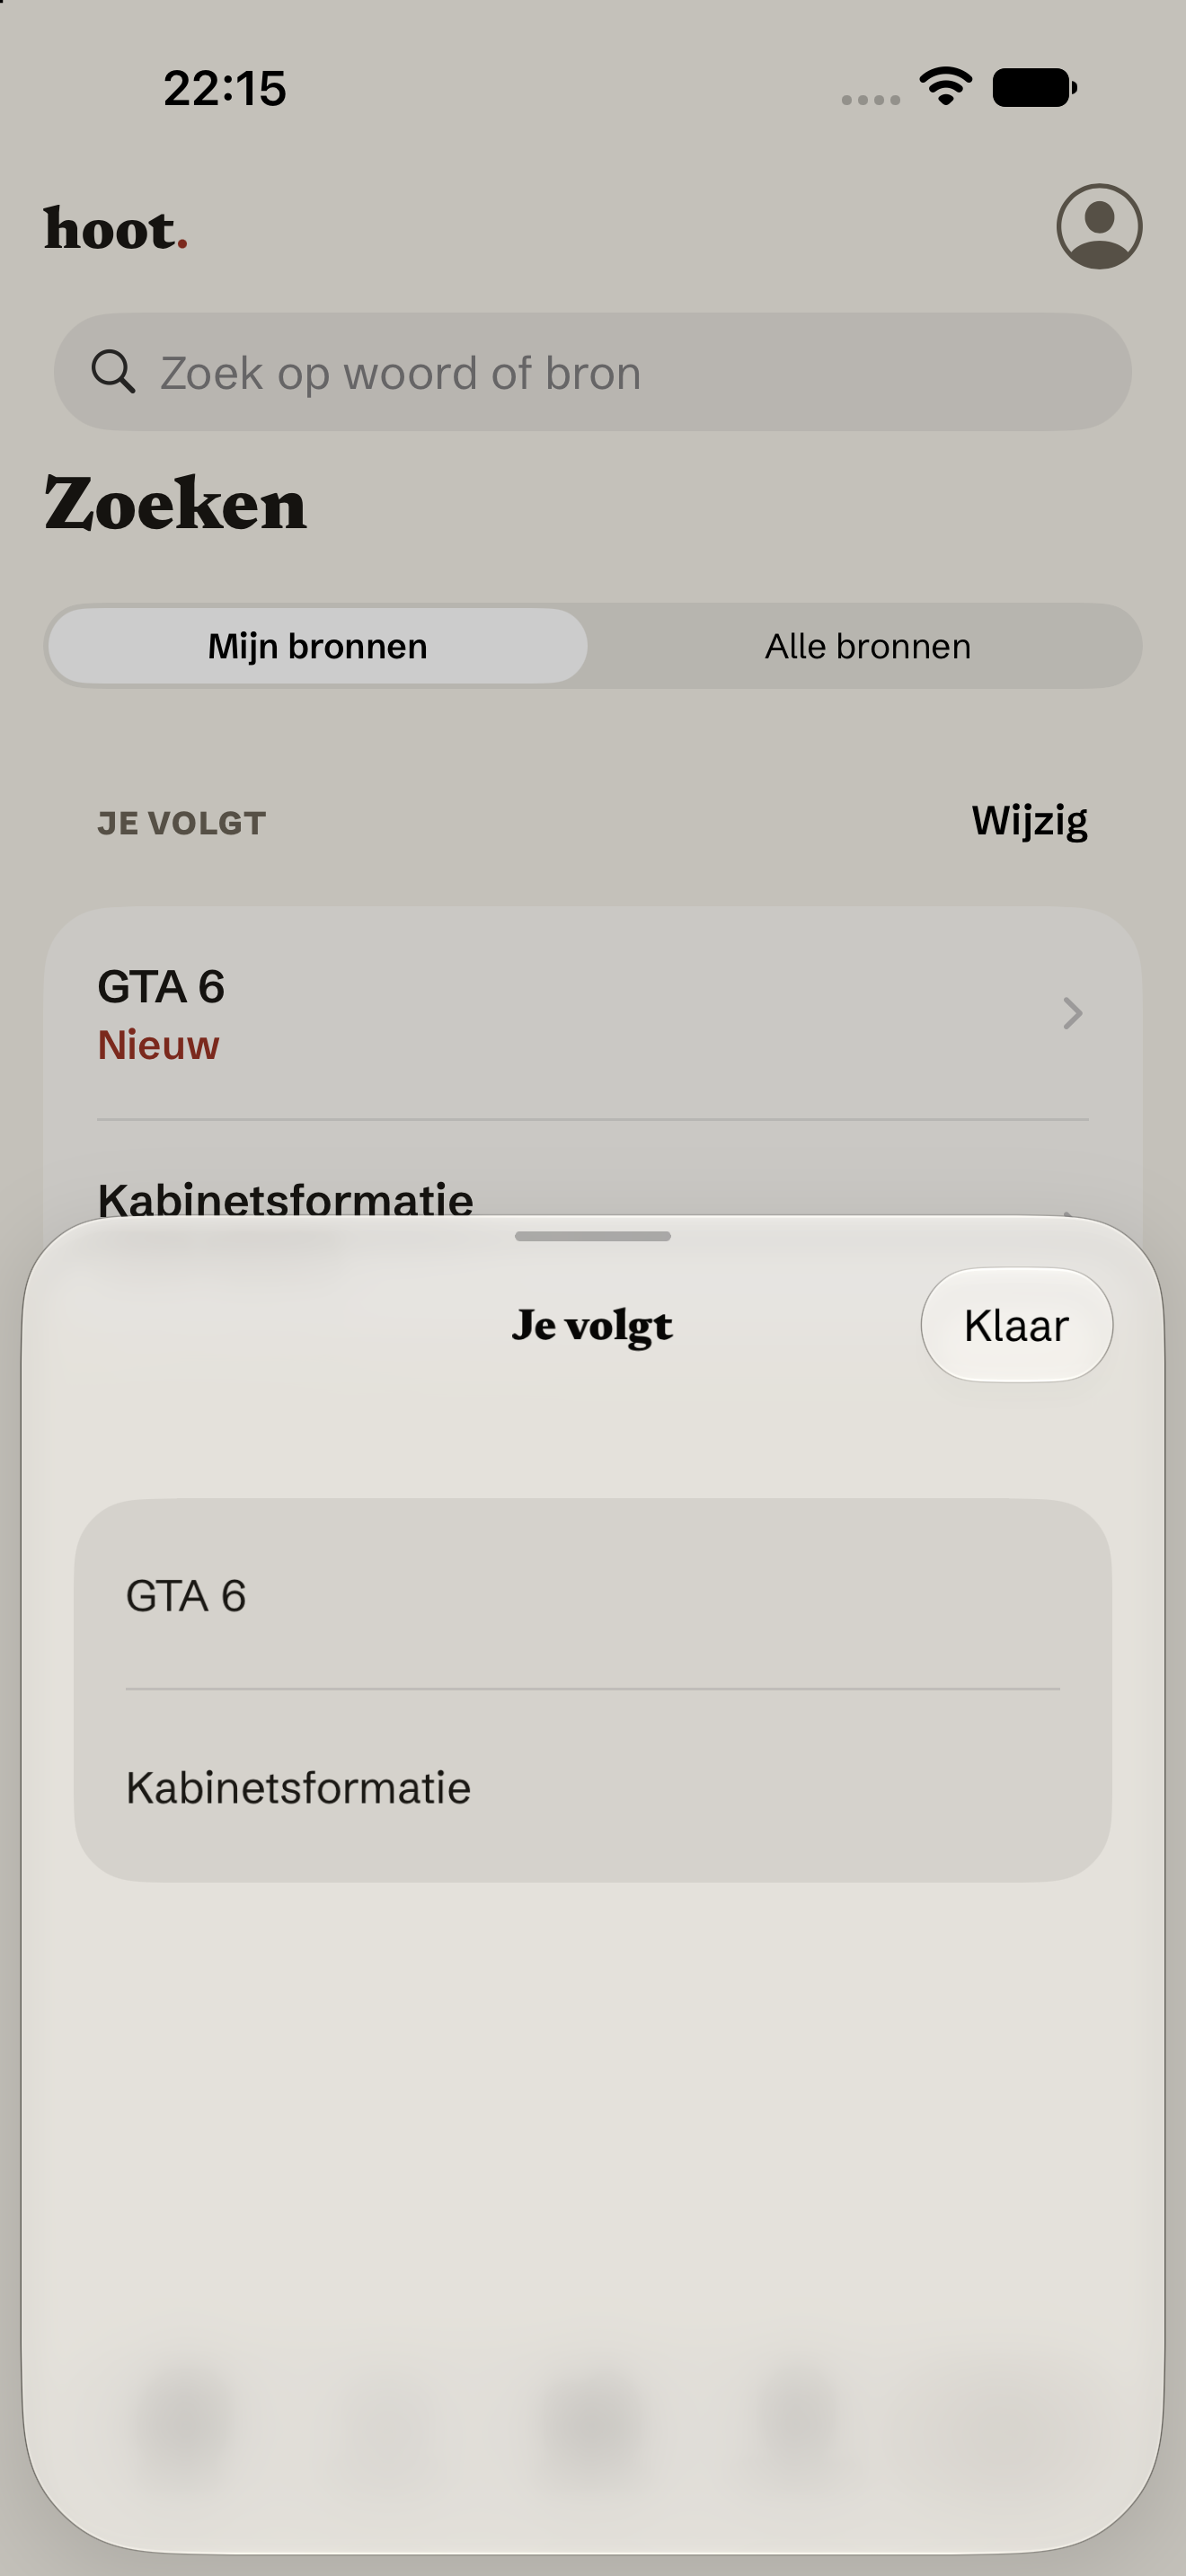 22:15
hoot.
Zoek op woord of bron
Zoeken
Mijn bronnen
Alle bronnen
JE VOLGT
Wijzig
GTA 6
Nieuw
Kabinetsformatie
Je volgt
Klaar
GTA 6
Kabinetsformatie